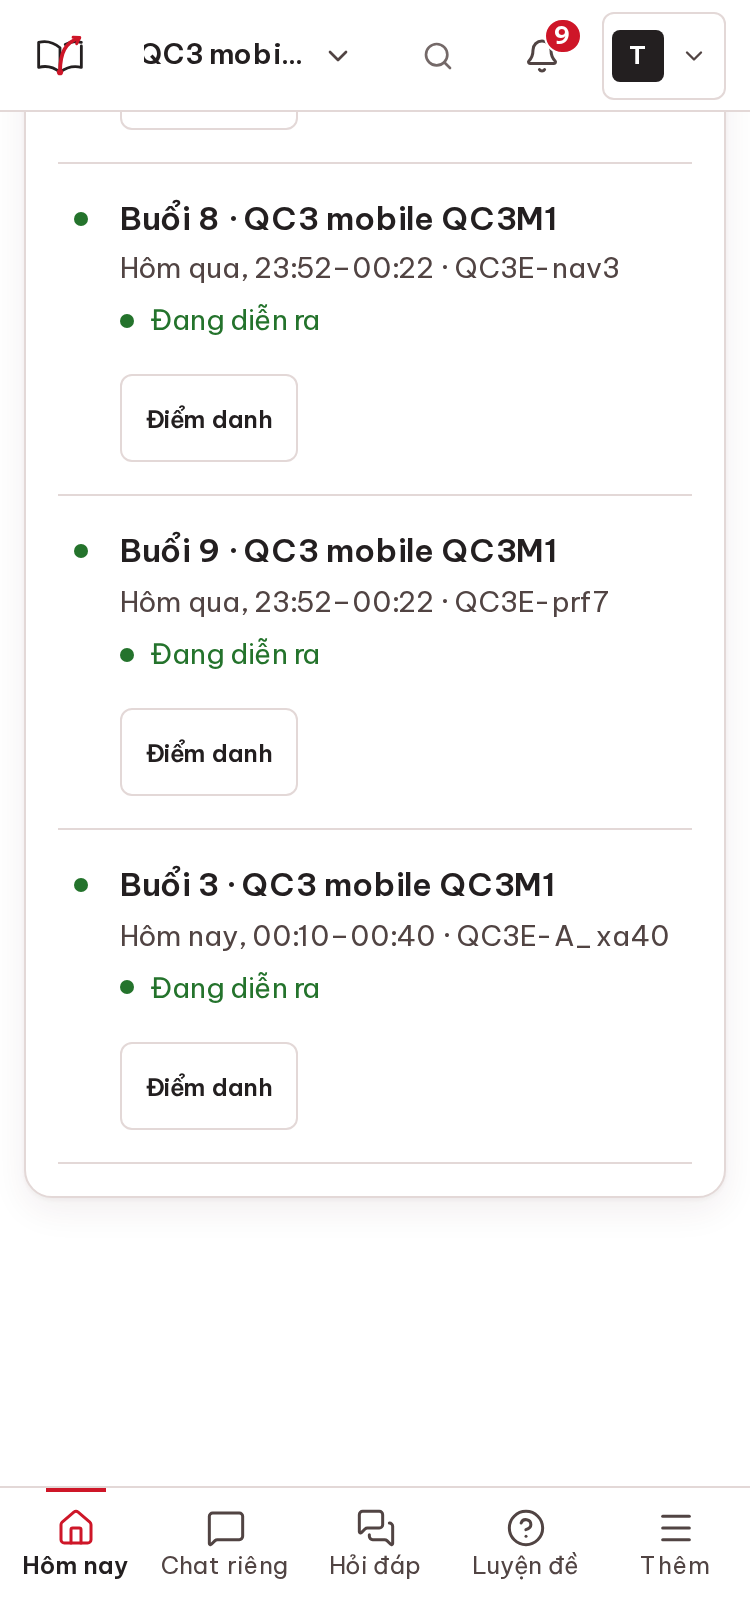 QC3 mobi...
9
T
Buổi 8 · QC3 mobile QC3M1
Hôm qua, 23:52–00:22 · QC3E-nav3
Đang diễn ra
Điểm danh
Buổi 9 · QC3 mobile QC3M1
Hôm qua, 23:52–00:22 · QC3E-prf7
Đang diễn ra
Điểm danh
Buổi 3 · QC3 mobile QC3M1
Hôm nay, 00:10–00:40 · QC3E-A_xa40
Đang diễn ra
Điểm danh
Hôm nay
Chat riêng
Hỏi đáp
Luyện đề
Thêm